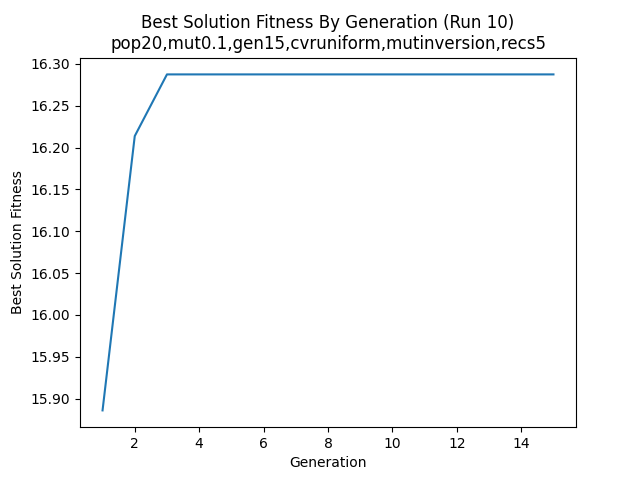 Best Solution Fitness By Generation (Run 10)
pop20,mut0.1,gen15,cvruniform,mutinversion,recs5
16.30
16.25
16.20
16.15
16.10
16.05
16.00
15.95
15.90
Best Solution Fitness
2 4 6 8 10 12 14
Generation